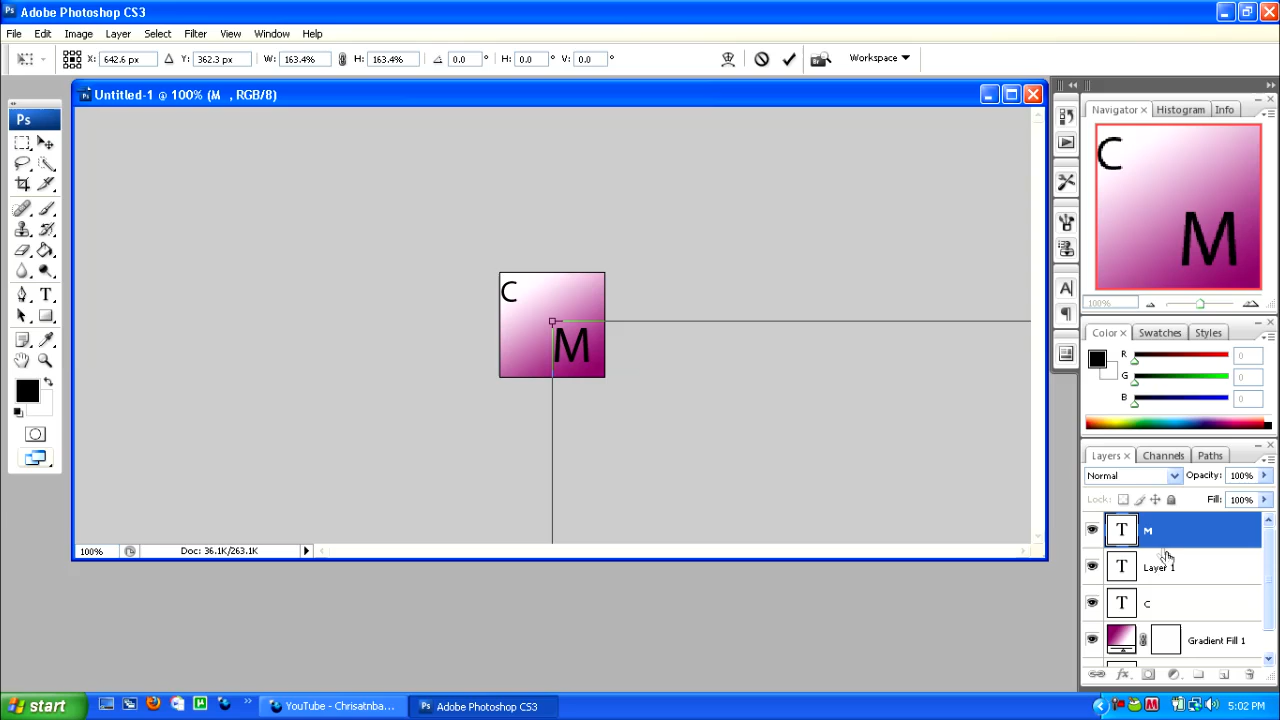 Ps Adobe Photoshop CS3
File Edit Image Layer Select Filter View Window Help
X: 642.6 px Y: 362.3 px W: 163.4% H: 163.4% 0.0 ° H: 0.0 ° V: 0.0 ° Workspace
Untitled-1 @ 100% (M , RGB/8)
Ps
Navigator × Histogram Info
C
M
C
M
100%
Color × Swatches Styles
R 0
G 0
B 0
Layers × Channels Paths
Normal Opacity: 100%
Lock: Fill: 100%
T M
T Layer 1
T C
Gradient Fill 1
100% Doc: 36.1K/263.1K
start YouTube - Chrisatnba... Ps Adobe Photoshop CS3 5:02 PM